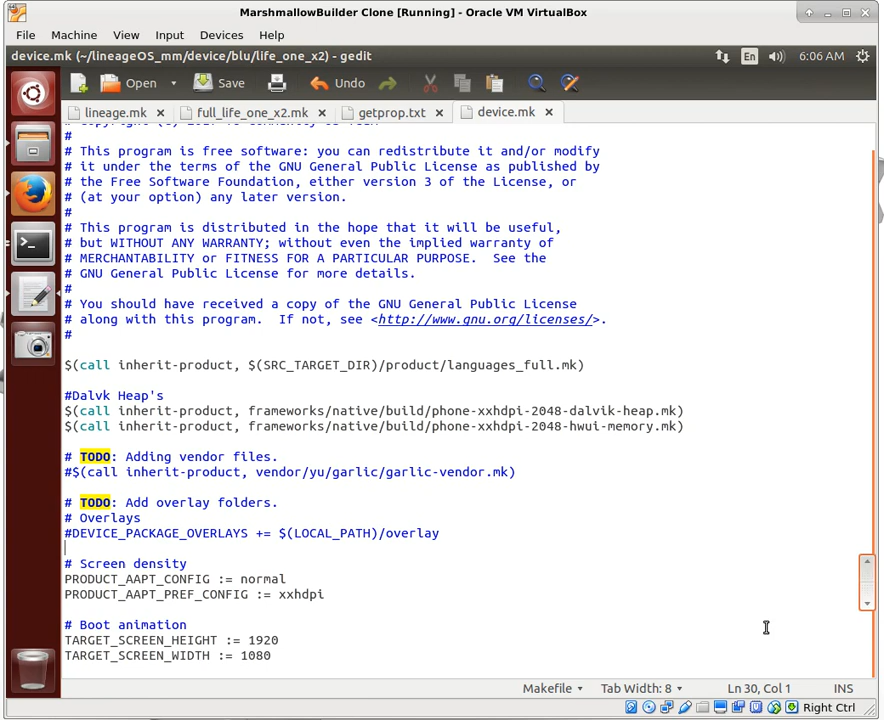 MarshmallowBuilder Clone [Running] - Oracle VM VirtualBox
File Machine View Input Devices Help
device.mk (~/lineageOS_mm/device/blu/life_one_x2) - gedit
En 6:06 AM
Open Save Undo
lineage.mk full_life_one_x2.mk getprop.txt device.mk
#
# This program is free software: you can redistribute it and/or modify
# it under the terms of the GNU General Public License as published by
# the Free Software Foundation, either version 3 of the License, or
# (at your option) any later version.
#
# This program is distributed in the hope that it will be useful,
# but WITHOUT ANY WARRANTY; without even the implied warranty of
# MERCHANTABILITY or FITNESS FOR A PARTICULAR PURPOSE.  See the
# GNU General Public License for more details.
#
# You should have received a copy of the GNU General Public License
# along with this program.  If not, see <http://www.gnu.org/licenses/>.
#
$(call inherit-product, $(SRC_TARGET_DIR)/product/languages_full.mk)
#Dalvk Heap's
$(call inherit-product, frameworks/native/build/phone-xxhdpi-2048-dalvik-heap.mk)
$(call inherit-product, frameworks/native/build/phone-xxhdpi-2048-hwui-memory.mk)
# TODO: Adding vendor files.
#$(call inherit-product, vendor/yu/garlic/garlic-vendor.mk)
# TODO: Add overlay folders.
# Overlays
#DEVICE_PACKAGE_OVERLAYS += $(LOCAL_PATH)/overlay
# Screen density
PRODUCT_AAPT_CONFIG := normal
PRODUCT_AAPT_PREF_CONFIG := xxhdpi
# Boot animation
TARGET_SCREEN_HEIGHT := 1920
TARGET_SCREEN_WIDTH := 1080
Makefile Tab Width: 8 Ln 30, Col 1 INS
Right Ctrl